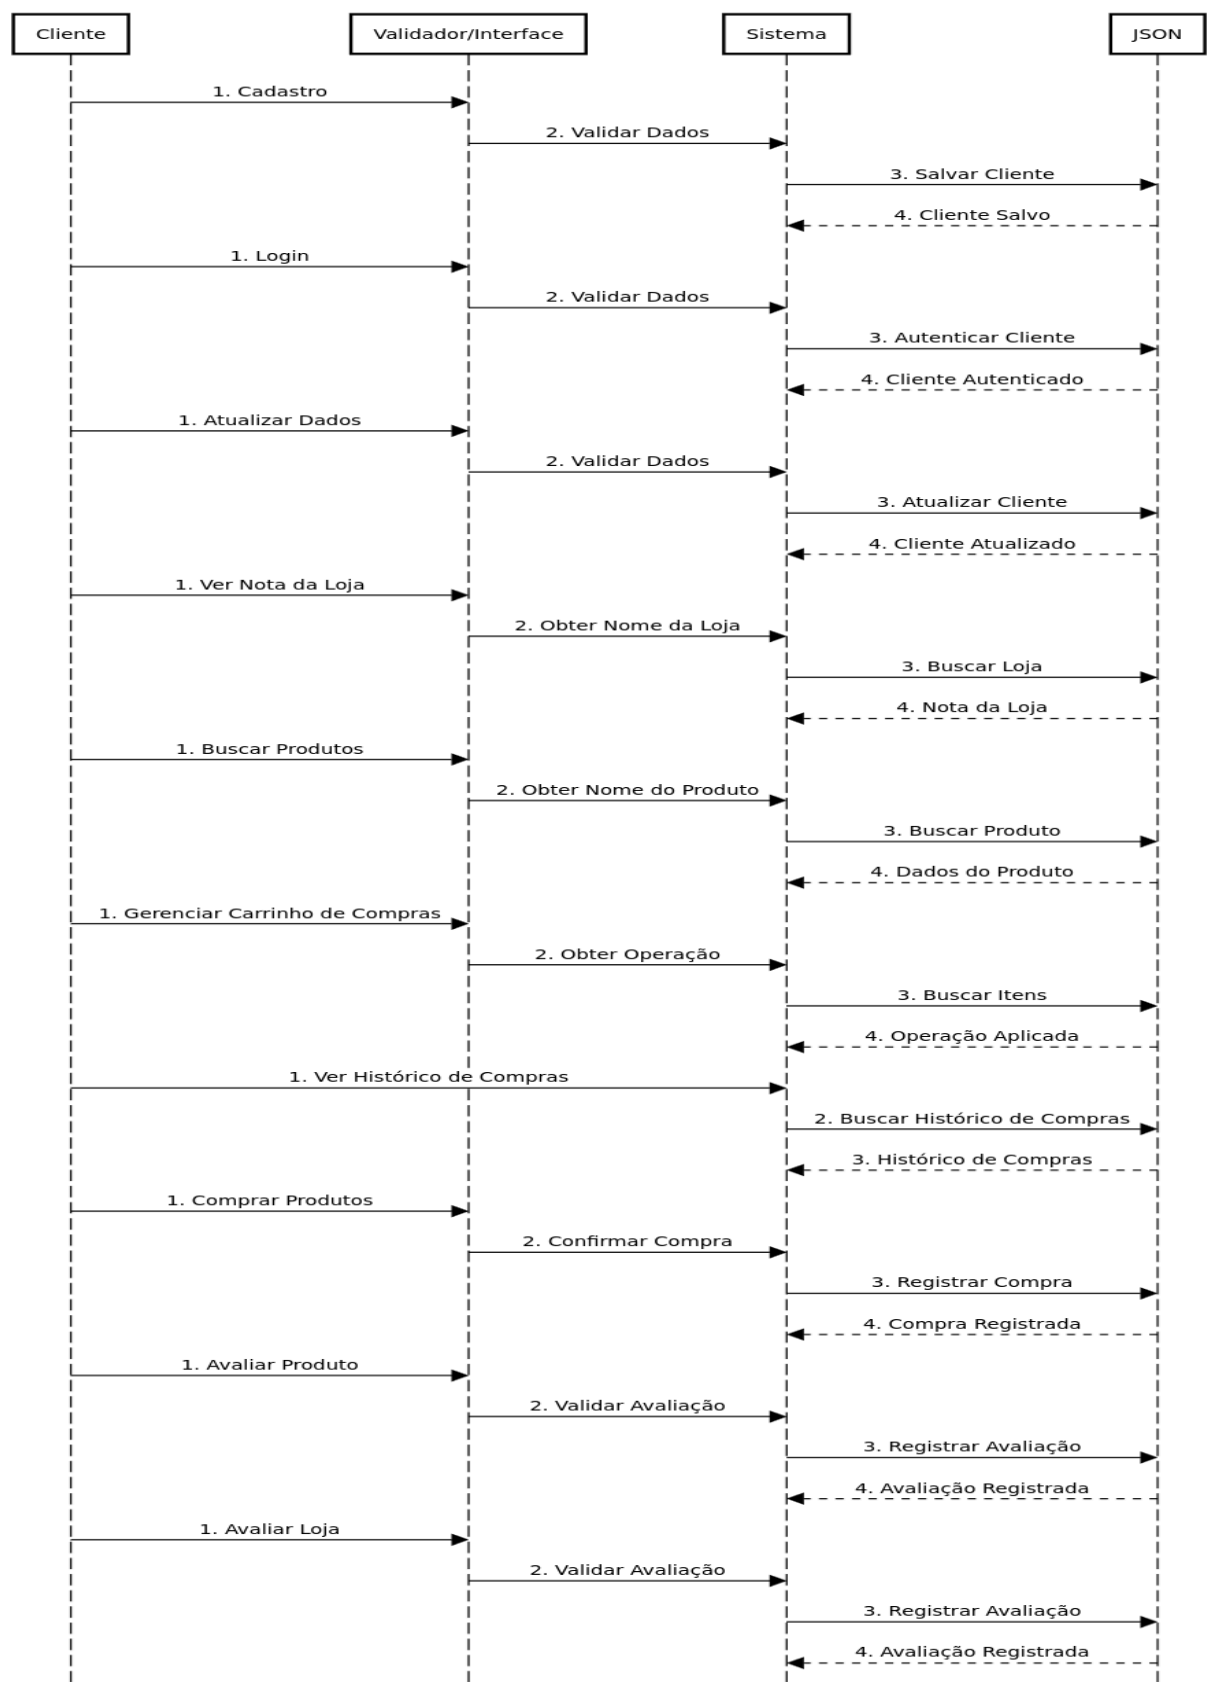 Cliente
Validador/Interface
Sistema
JSON
1. Cadastro
2. Validar Dados
3. Salvar Cliente
4. Cliente Salvo
1. Login
2. Validar Dados
3. Autenticar Cliente
4. Cliente Autenticado
1. Atualizar Dados
2. Validar Dados
3. Atualizar Cliente
4. Cliente Atualizado
1. Ver Nota da Loja
2. Obter Nome da Loja
3. Buscar Loja
4. Nota da Loja
1. Buscar Produtos
2. Obter Nome do Produto
3. Buscar Produto
4. Dados do Produto
1. Gerenciar Carrinho de Compras
2. Obter Operação
3. Buscar Itens
4. Operação Aplicada
1. Ver Histórico de Compras
2. Buscar Histórico de Compras
3. Histórico de Compras
1. Comprar Produtos
2. Confirmar Compra
3. Registrar Compra
4. Compra Registrada
1. Avaliar Produto
2. Validar Avaliação
3. Registrar Avaliação
4. Avaliação Registrada
1. Avaliar Loja
2. Validar Avaliação
3. Registrar Avaliação
4. Avaliação Registrada